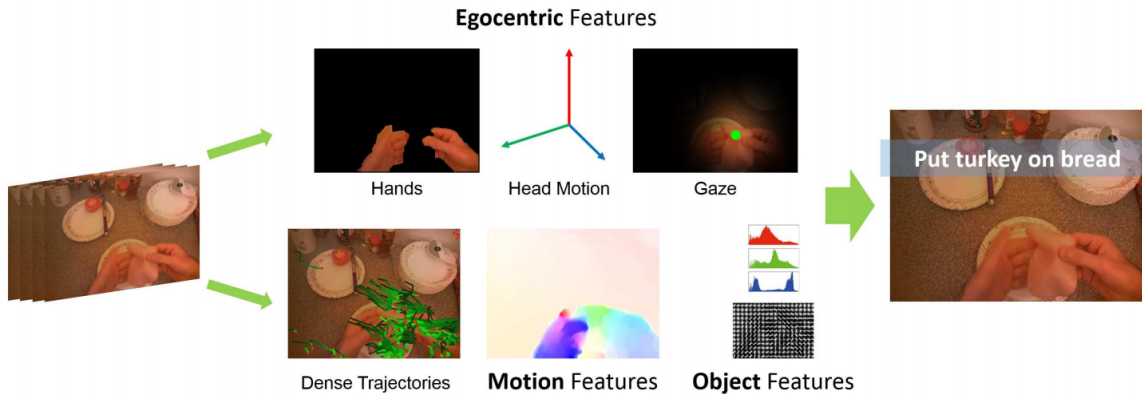 Egocentric Features
Hands
Head Motion
Gaze
Put turkey on bread
Dense Trajectories
Motion Features
Object Features